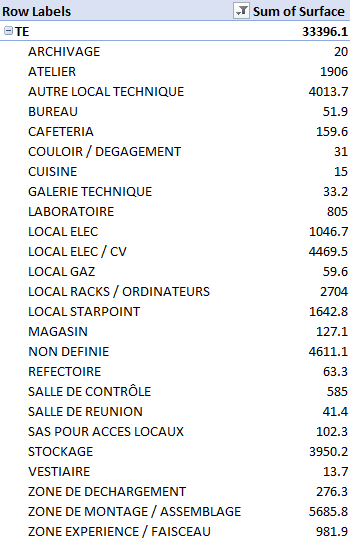 Row Labels Sum of Surface
TE 33396.1
ARCHIVAGE 20
ATELIER 1906
AUTRE LOCAL TECHNIQUE 4013.7
BUREAU 51.9
CAFETERIA 159.6
COULOIR / DEGAGEMENT 31
CUISINE 15
GALERIE TECHNIQUE 33.2
LABORATOIRE 805
LOCAL ELEC 1046.7
LOCAL ELEC / CV 4469.5
LOCAL GAZ 59.6
LOCAL RACKS / ORDINATEURS 2704
LOCAL STARPOINT 1642.8
MAGASIN 127.1
NON DEFINIE 4611.1
REFECTOIRE 63.3
SALLE DE CONTRÔLE 585
SALLE DE REUNION 41.4
SAS POUR ACCES LOCAUX 102.3
STOCKAGE 3950.2
VESTIAIRE 13.7
ZONE DE DECHARGEMENT 276.3
ZONE DE MONTAGE / ASSEMBLAGE 5685.8
ZONE EXPERIENCE / FAISCEAU 981.9